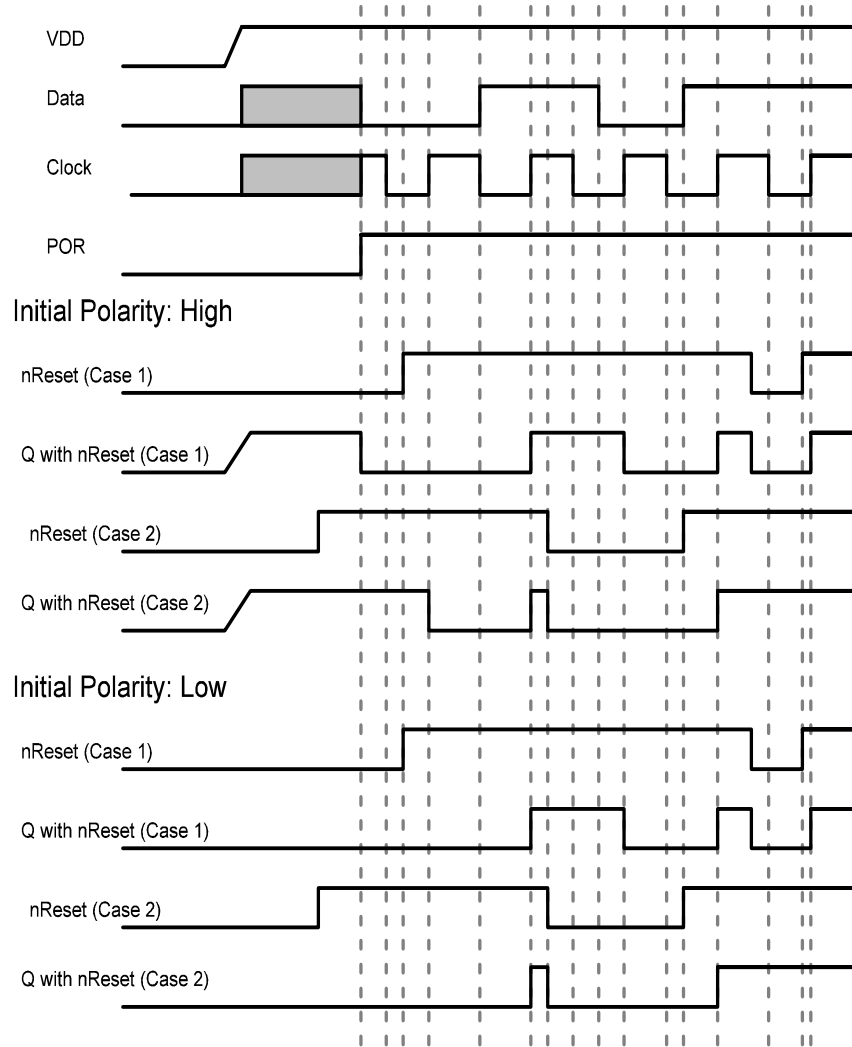 VDD
Data
Clock
POR
Initial Polarity: High
nReset (Case 1)
Q with nReset (Case 1)
nReset (Case 2)
Q with nReset (Case 2)
Initial Polarity: Low
nReset (Case 1)
Q with nReset (Case 1)
nReset (Case 2)
Q with nReset (Case 2)